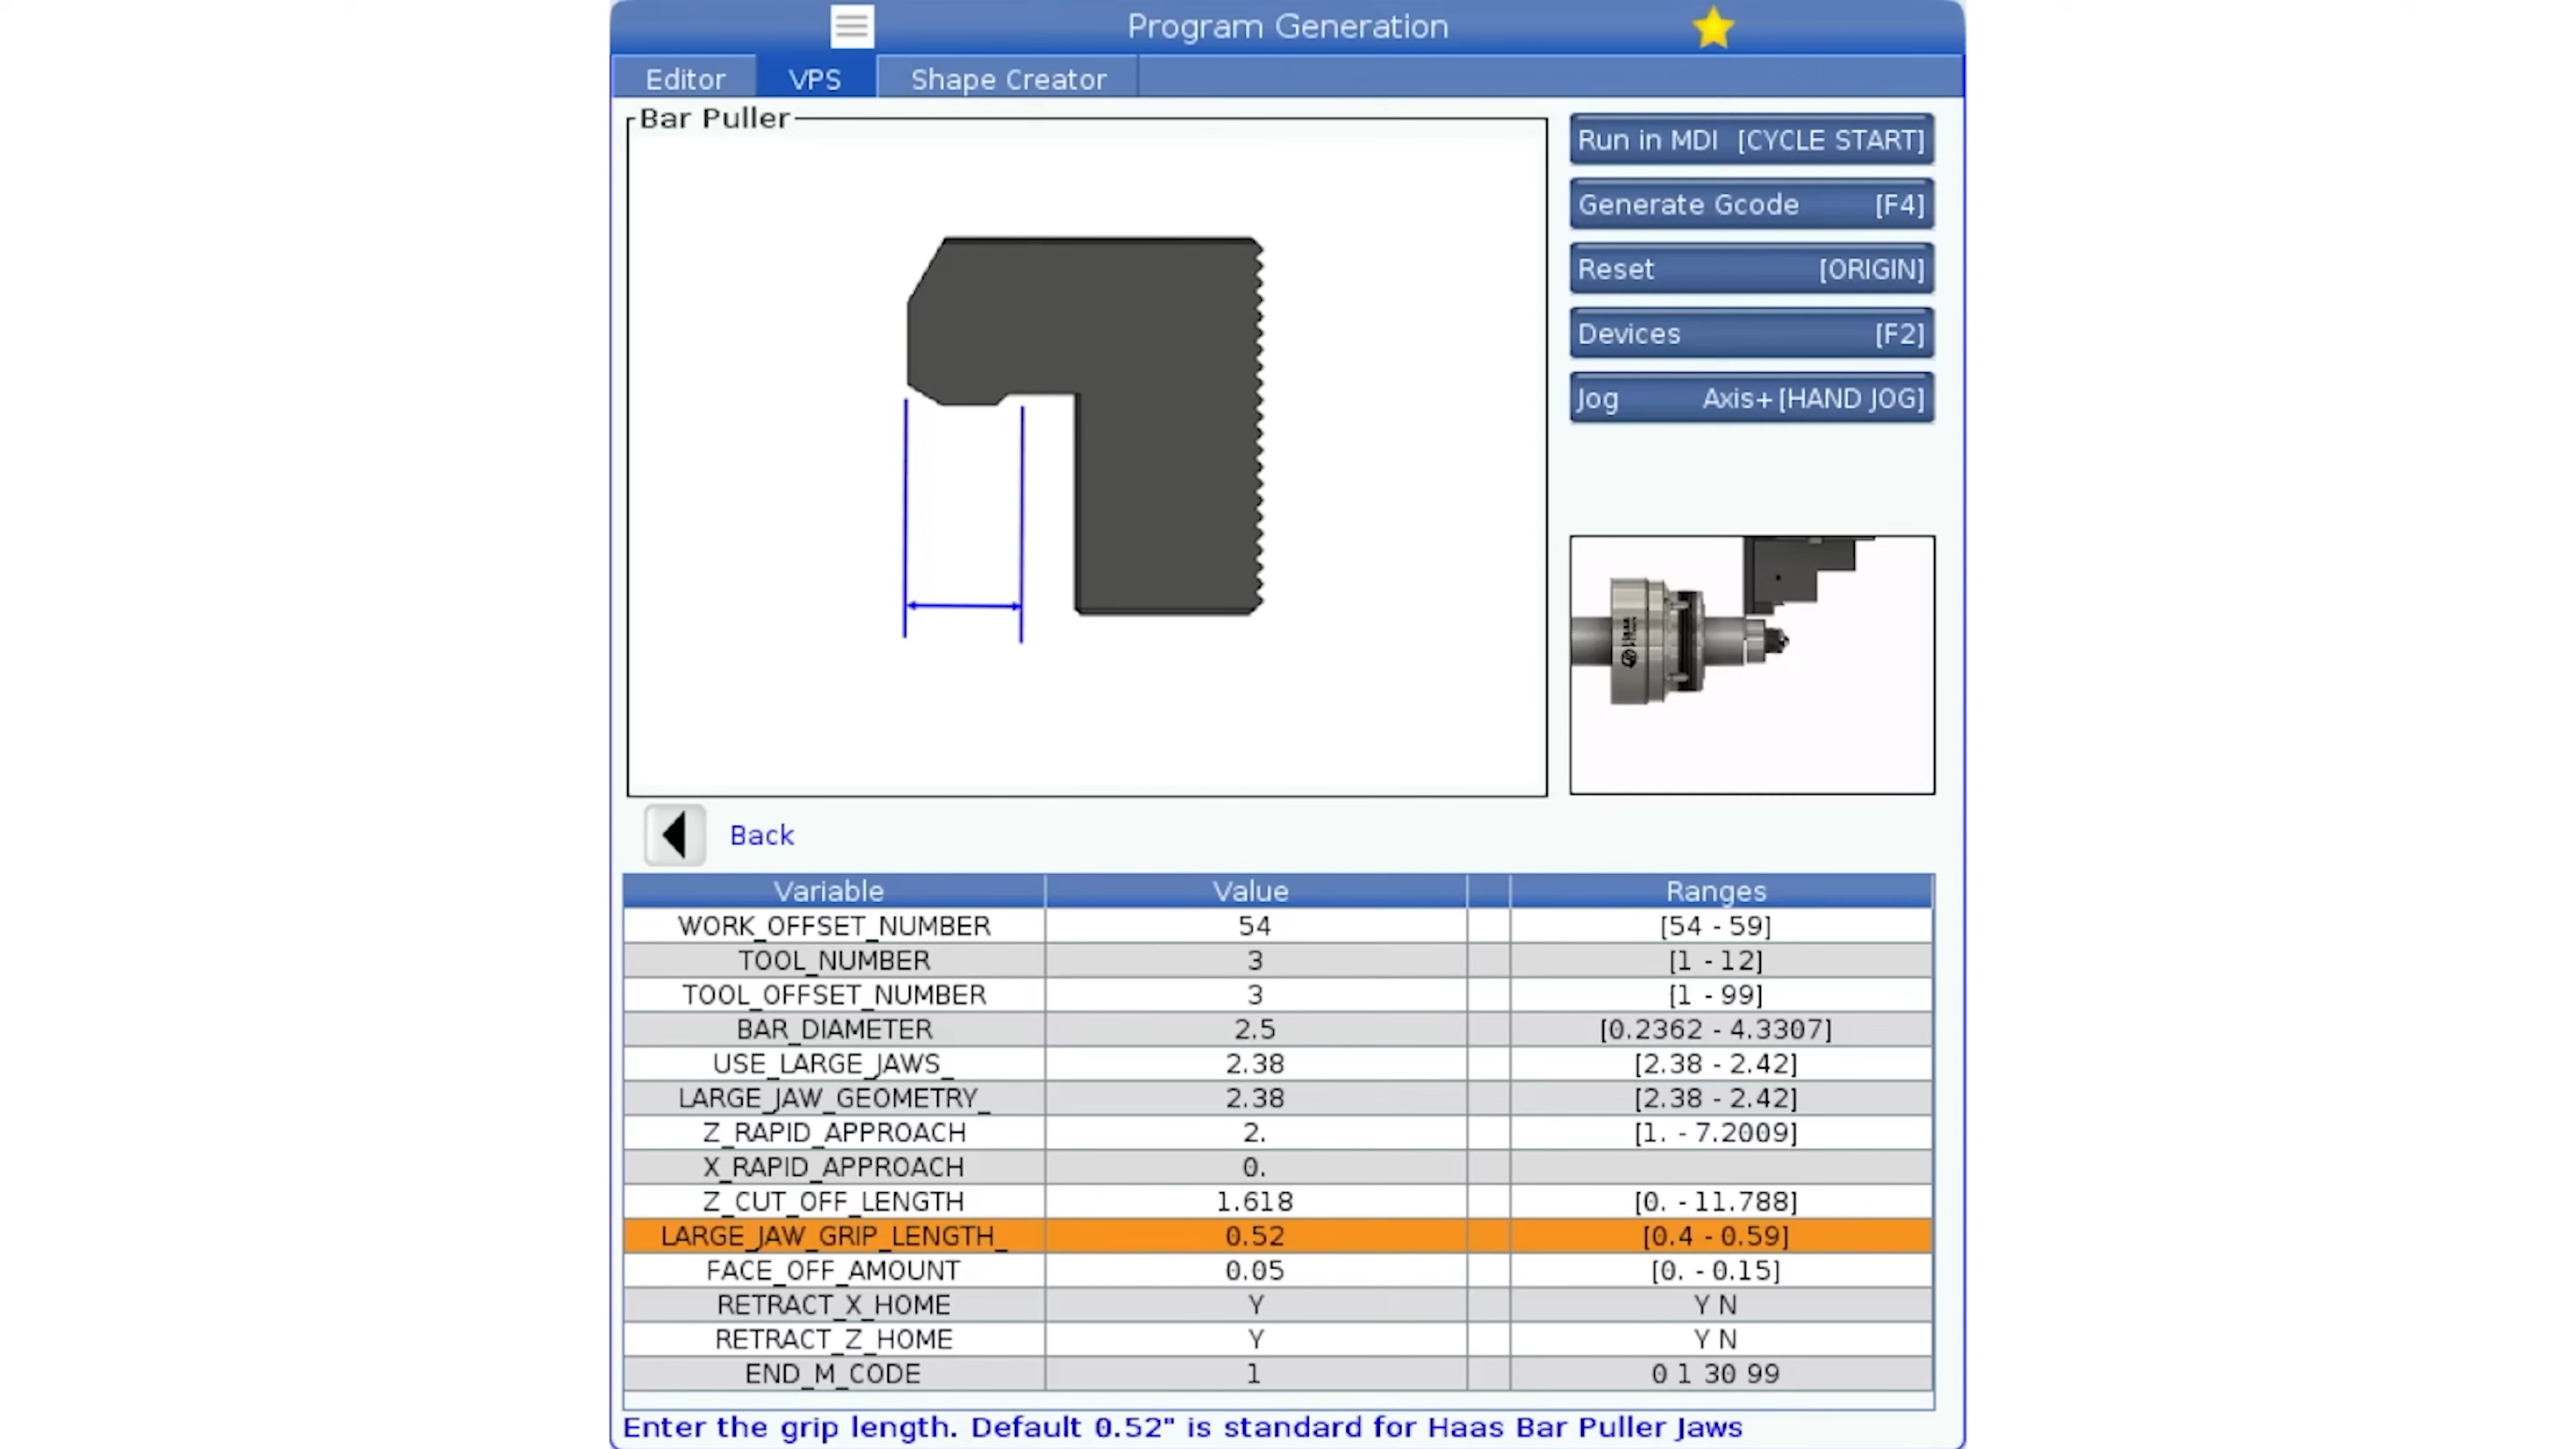 Program Generation
Editor VPS Shape Creator
Bar Puller
Run in MDI [CYCLE START]
Generate Gcode [F4]
Reset [ORIGIN]
Devices [F2]
Jog Axis+[HAND JOG]
Back
Variable Value Ranges
WORK_OFFSET_NUMBER 54 [54 - 59]
TOOL_NUMBER 3 [1 - 12]
TOOL_OFFSET_NUMBER 3 [1 - 99]
BAR_DIAMETER 2.5 [0.2362 - 4.3307]
USE_LARGE_JAWS_ 2.38 [2.38 - 2.42]
LARGE_JAW_GEOMETRY_ 2.38 [2.38 - 2.42]
Z_RAPID_APPROACH 2. [1. - 7.2009]
X_RAPID_APPROACH 0.
Z_CUT_OFF_LENGTH 1.618 [0. - 11.788]
LARGE_JAW_GRIP_LENGTH_ 0.52 [0.4 - 0.59]
FACE_OFF_AMOUNT 0.05 [0. - 0.15]
RETRACT_X_HOME Y Y N
RETRACT_Z_HOME Y Y N
END_M_CODE 1 0 1 30 99
Enter the grip length. Default 0.52" is standard for Haas Bar Puller Jaws